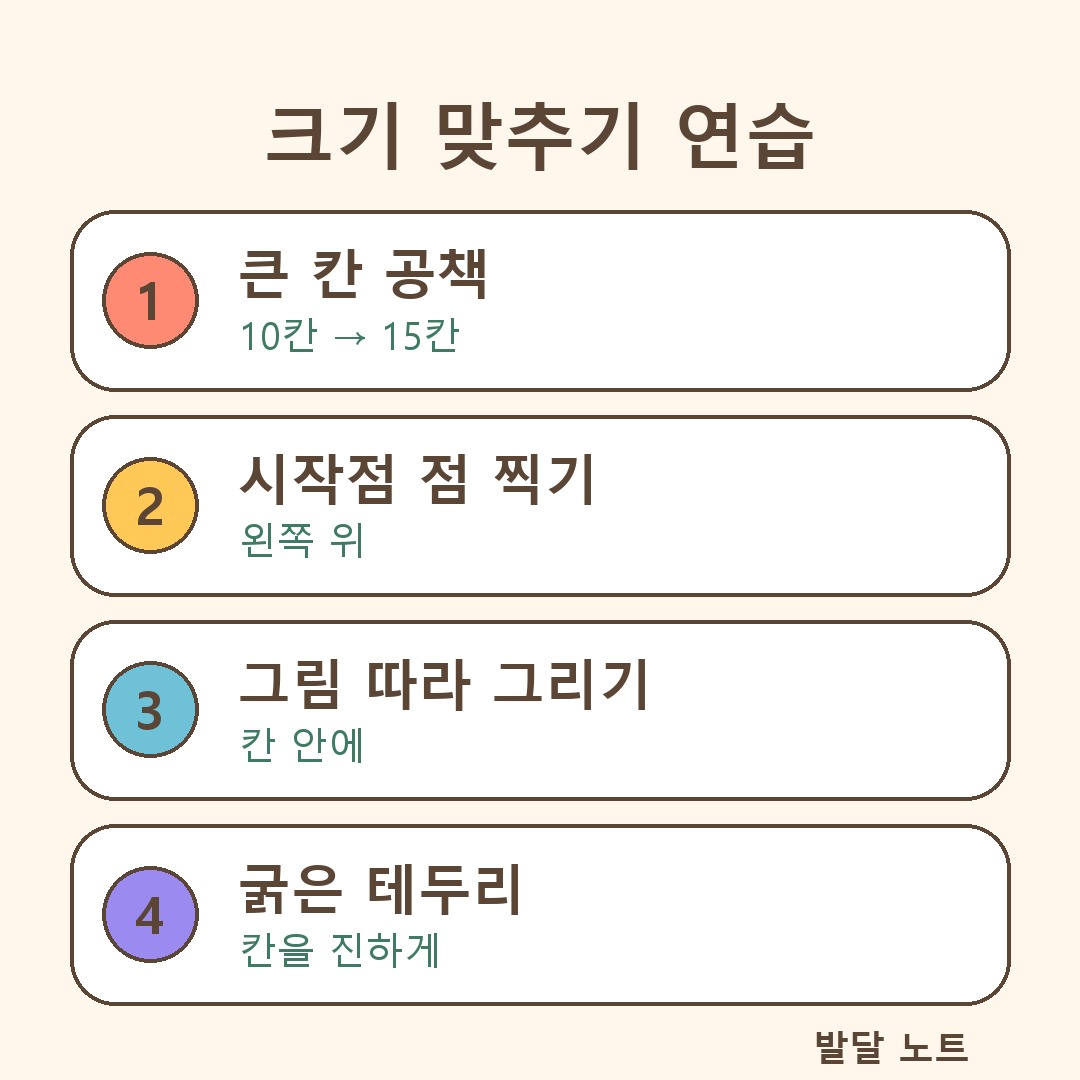 크기 맞추기 연습
1
큰 칸 공책
10칸 → 15칸
2
시작점 점 찍기
왼쪽 위
3
그림 따라 그리기
칸 안에
4
굵은 테두리
칸을 진하게
발달 노트